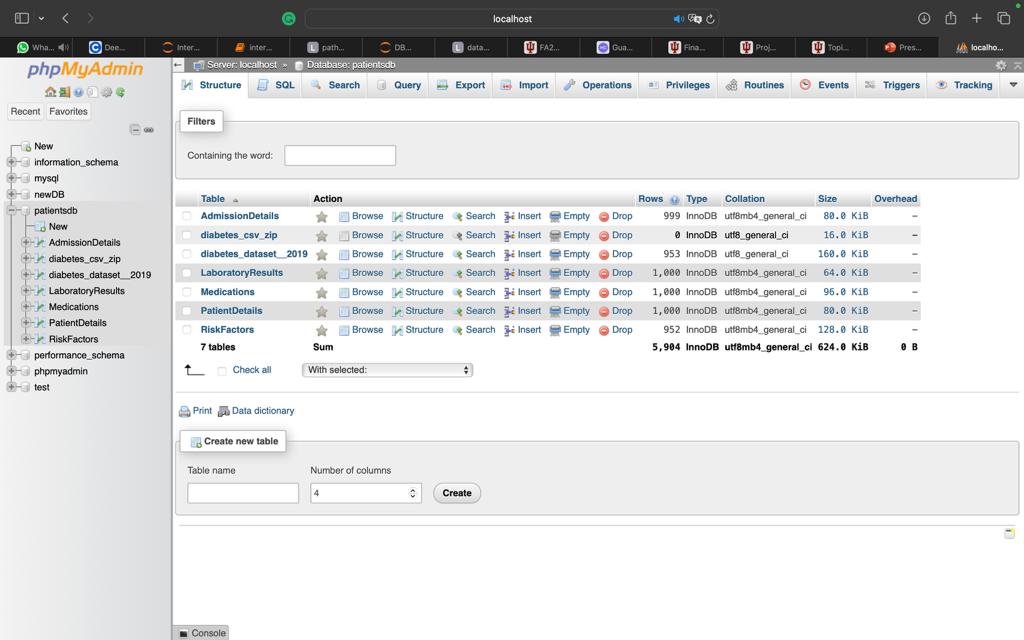 localhost
Wha...
Dee...
Inter...
inter...
path...
DB...
data...
FA2...
Gua...
Fina...
Proj...
Topi...
Pres...
localho...
phpMyAdmin
Recent Favorites
New
information_schema
mysql
newDB
patientsdb
New
AdmissionDetails
diabetes_csv_zip
diabetes_dataset__2019
LaboratoryResults
Medications
PatientDetails
RiskFactors
performance_schema
phpmyadmin
test
Server: localhost » Database: patientsdb
Structure SQL Search Query Export Import Operations Privileges Routines Events Triggers Tracking
Filters
Containing the word:
Table Action Rows Type Collation Size Overhead
AdmissionDetails Browse Structure Search Insert Empty Drop 999 InnoDB utf8mb4_general_ci 80.0 KiB –
diabetes_csv_zip Browse Structure Search Insert Empty Drop 0 InnoDB utf8_general_ci 16.0 KiB –
diabetes_dataset__2019 Browse Structure Search Insert Empty Drop 953 InnoDB utf8_general_ci 160.0 KiB –
LaboratoryResults Browse Structure Search Insert Empty Drop 1,000 InnoDB utf8mb4_general_ci 64.0 KiB –
Medications Browse Structure Search Insert Empty Drop 1,000 InnoDB utf8mb4_general_ci 96.0 KiB –
PatientDetails Browse Structure Search Insert Empty Drop 1,000 InnoDB utf8mb4_general_ci 80.0 KiB –
RiskFactors Browse Structure Search Insert Empty Drop 952 InnoDB utf8mb4_general_ci 128.0 KiB –
7 tables Sum 5,904 InnoDB utf8mb4_general_ci 624.0 KiB 0 B
Check all With selected:
Print Data dictionary
Create new table
Table name Number of columns
4 Create
Console